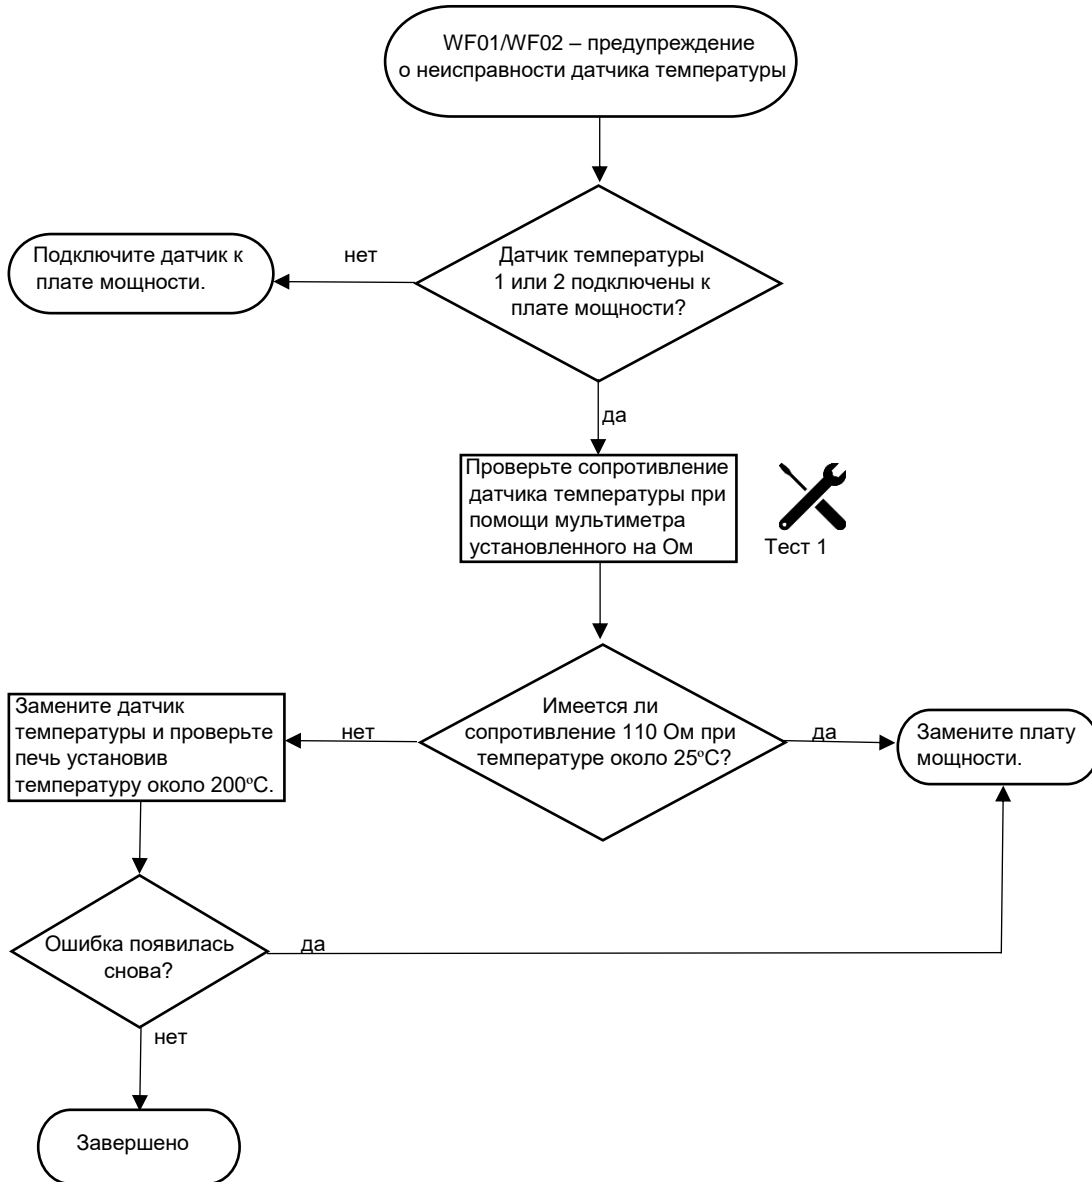 WF01/WF02 – предупреждение
о неисправности датчика температуры
Подключите датчик к
плате мощности.
нет
Датчик температуры
1 или 2 подключены к
плате мощности?
да
Проверьте сопротивление
датчика температуры при
помощи мультиметра
установленного на Ом
Тест 1
Замените датчик
температуры и проверьте
печь установив
температуру около 200ºС.
нет
Имеется ли
сопротивление 110 Ом при
температуре около 25ºС?
да
Замените плату
мощности.
Ошибка появилась
снова?
да
нет
Завершено